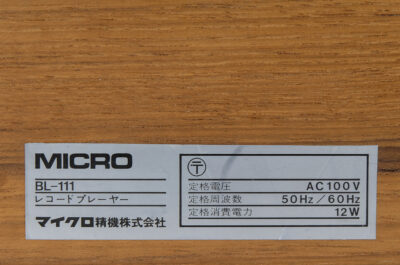 MICRO
BL-111
レコードプレーヤー
マイクロ精機株式会社
〒
定格電圧 AC100V
定格周波数 50Hz/60Hz
定格消費電力 12W